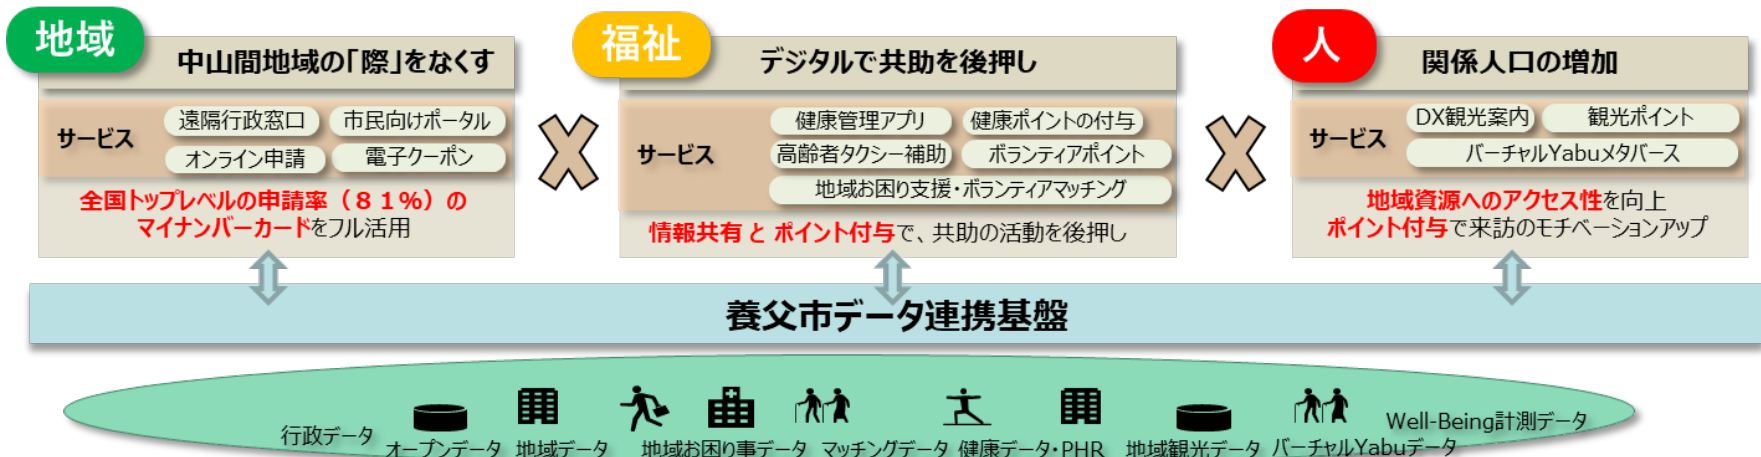 地域
中山間地域の「際」をなくす
サービス
遠隔行政窓口 市民向けポータル
オンライン申請 電子クーポン
全国トップレベルの申請率（８１％）の
マイナンバーカードをフル活用
福祉
デジタルで共助を後押し
サービス
健康管理アプリ 健康ポイントの付与
高齢者タクシー補助 ボランティアポイント
地域お困り支援・ボランティアマッチング
情報共有 と ポイント付与で、共助の活動を後押し
人
関係人口の増加
サービス
DX観光案内 観光ポイント
バーチャルYabuメタバース
地域資源へのアクセス性を向上
ポイント付与で来訪のモチベーションアップ
養父市データ連携基盤
行政データ オープンデータ 地域データ 地域お困り事データ マッチングデータ 健康データ・PHR 地域観光データ バーチャルYabuデータ Well-Being計測データ